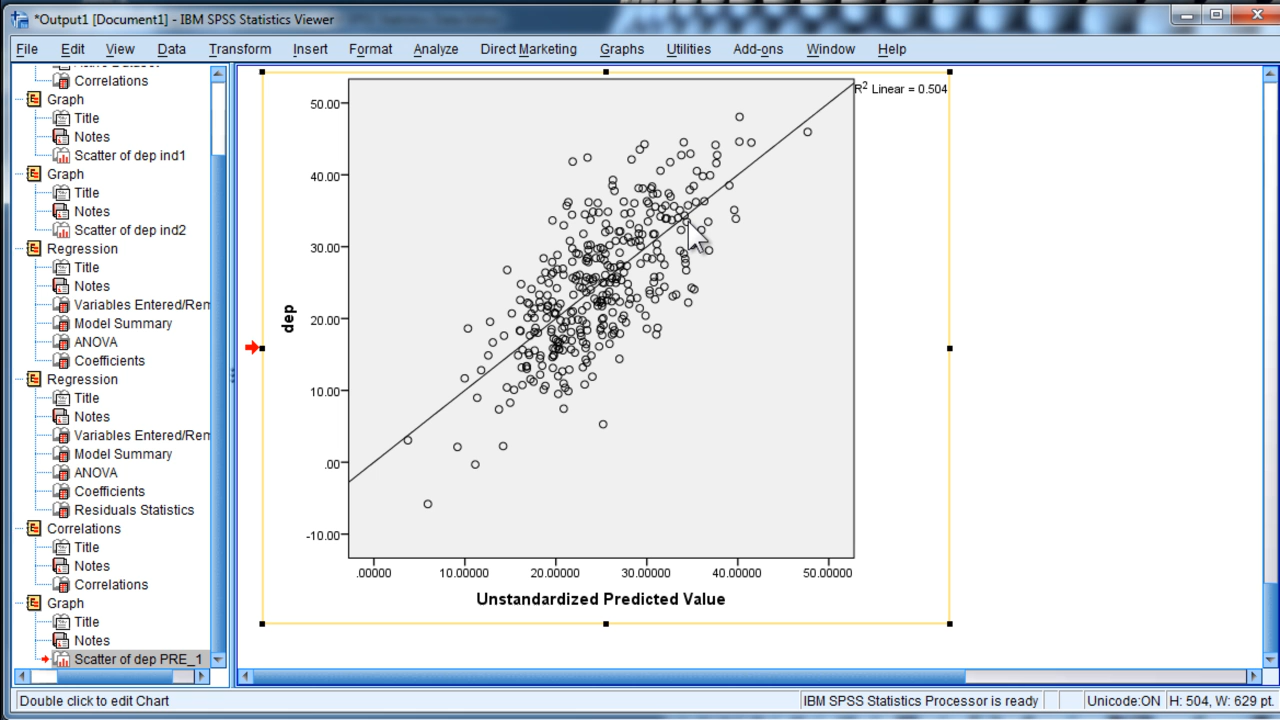 *Output1 [Document1] - IBM SPSS Statistics Viewer
File Edit View Data Transform Insert Format Analyze Direct Marketing Graphs Utilities Add-ons Window Help
Correlations
Graph
Title
Notes
Scatter of dep ind1
Graph
Title
Notes
Scatter of dep ind2
Regression
Title
Notes
Variables Entered/Rem
Model Summary
ANOVA
Coefficients
Regression
Title
Notes
Variables Entered/Rem
Model Summary
ANOVA
Coefficients
Residuals Statistics
Correlations
Title
Notes
Correlations
Graph
Title
Notes
Scatter of dep PRE_1
R² Linear = 0.504
50.00
40.00
30.00
20.00
10.00
.00
-10.00
dep
.00000 10.00000 20.00000 30.00000 40.00000 50.00000
Unstandardized Predicted Value
Double click to edit Chart
IBM SPSS Statistics Processor is ready
Unicode:ON
H: 504, W: 629 pt.